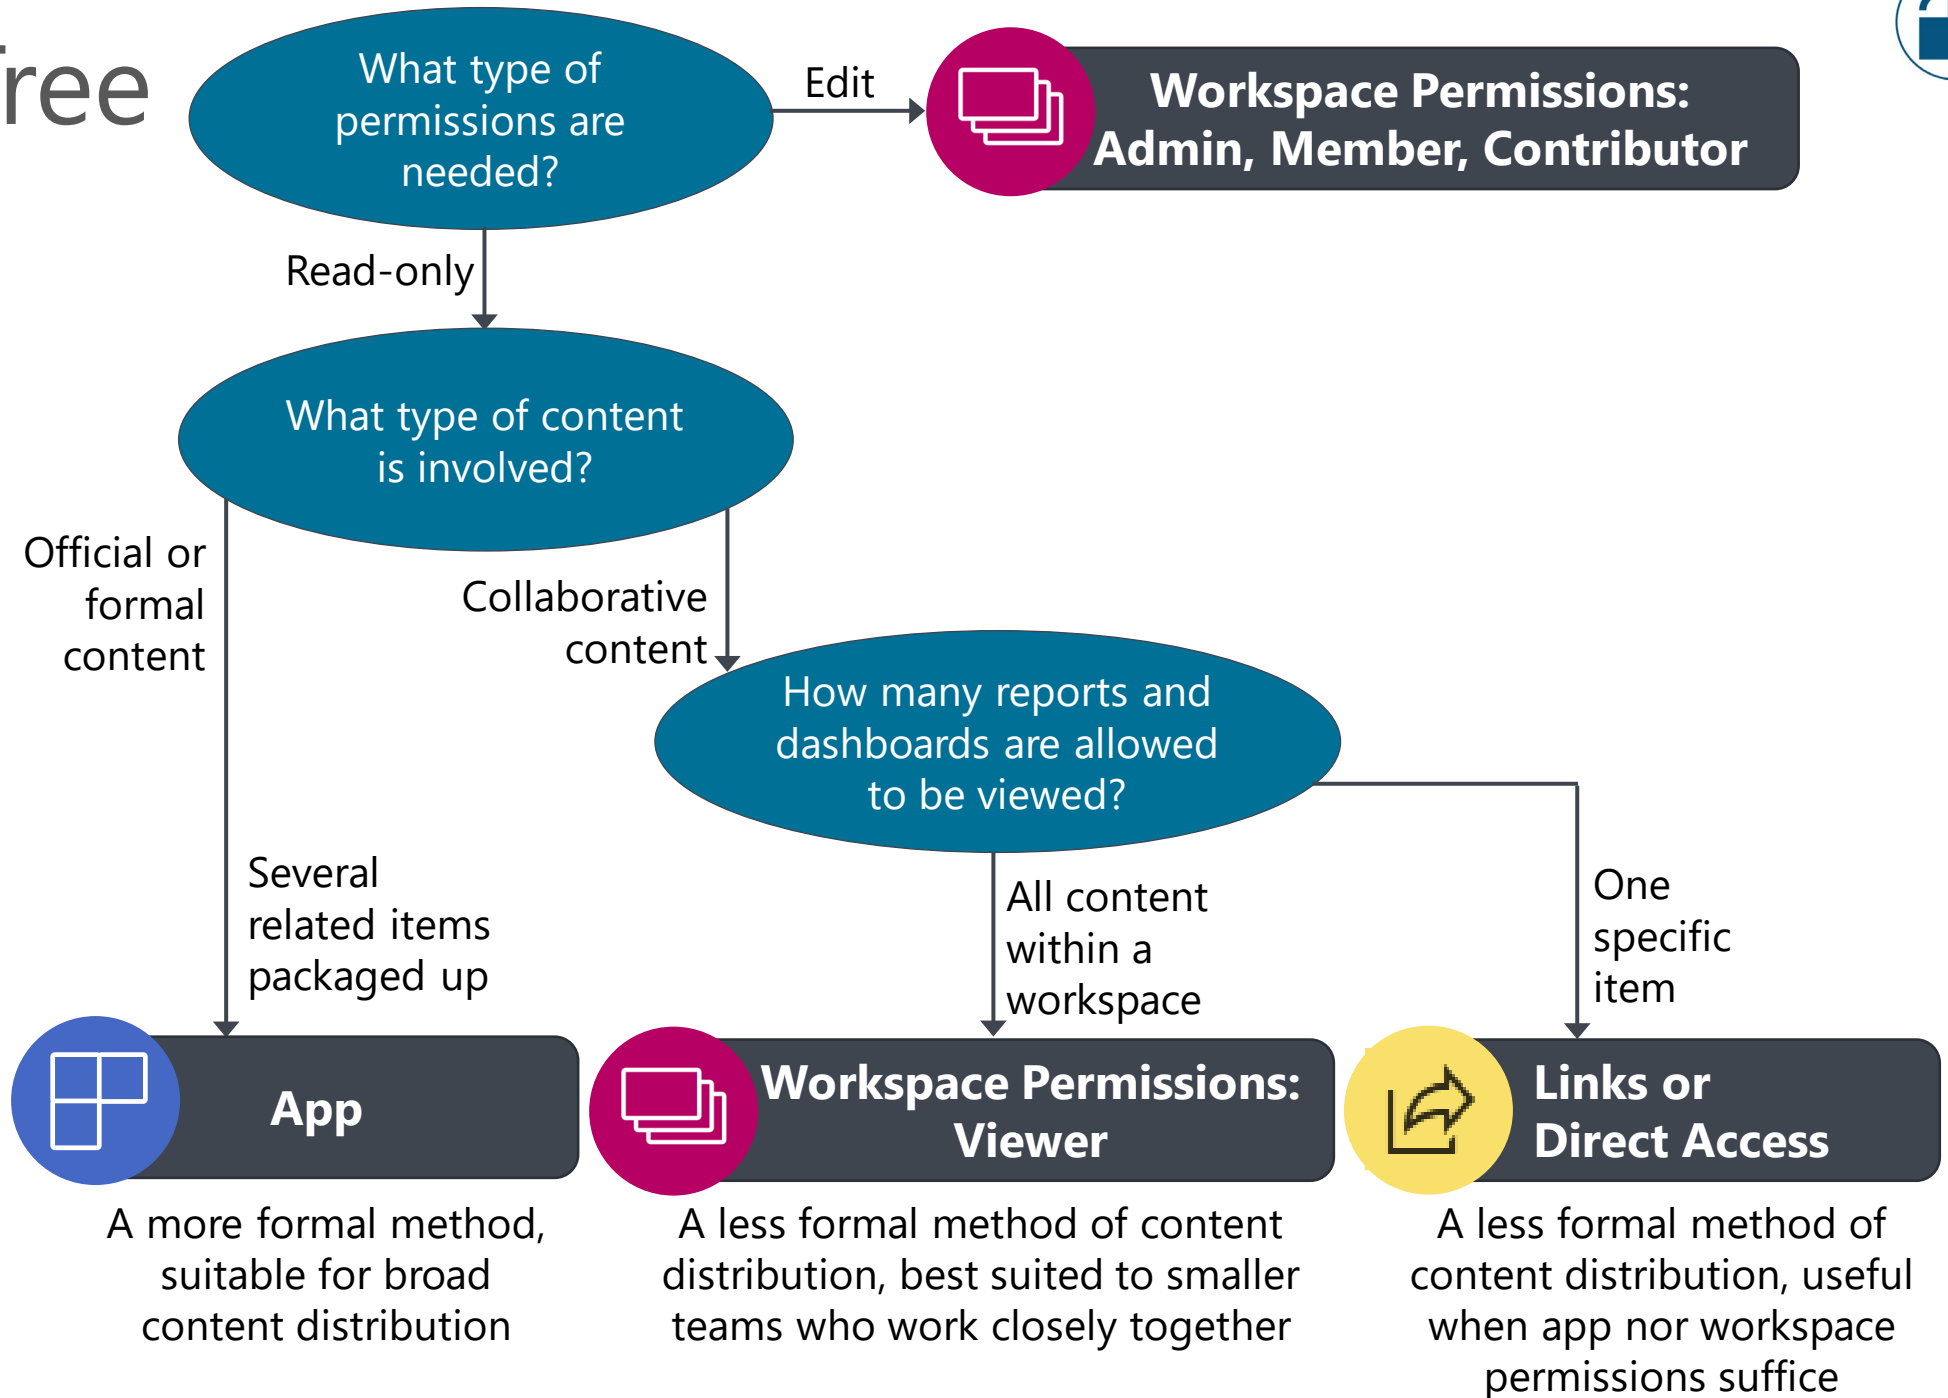 ree
What type of
permissions are
needed?
Edit
Workspace Permissions:
Admin, Member, Contributor
Read-only
What type of content
is involved?
Official or
formal
content
Collaborative
content
How many reports and
dashboards are allowed
to be viewed?
Several
related items
packaged up
All content
within a
workspace
One
specific
item
App
Workspace Permissions:
Viewer
Links or
Direct Access
A more formal method,
suitable for broad
content distribution
A less formal method of content
distribution, best suited to smaller
teams who work closely together
A less formal method of
content distribution, useful
when app nor workspace
permissions suffice